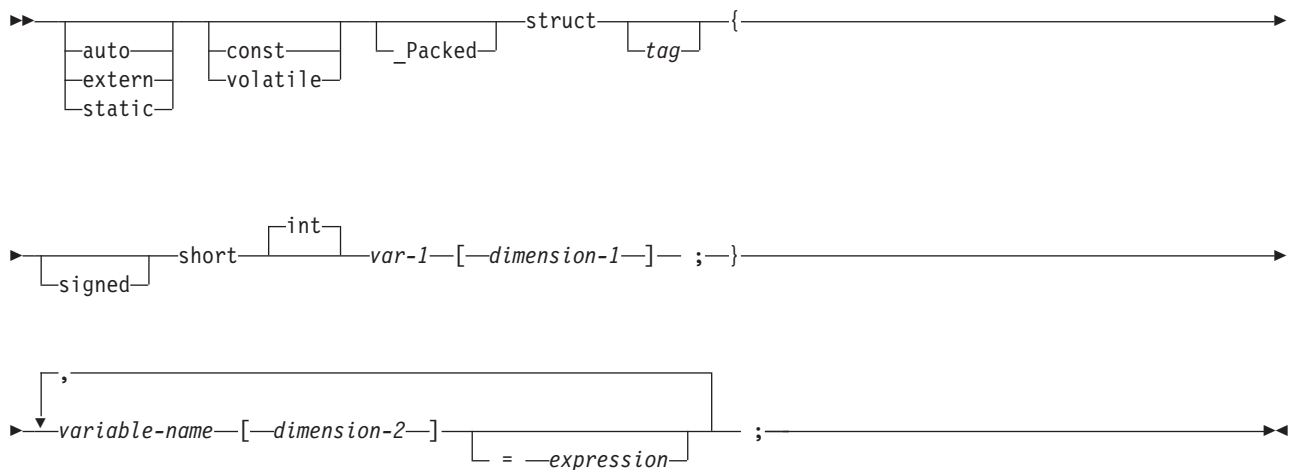 struct {
auto const _Packed tag
extern volatile
static
int
short var-1 [ dimension-1 ] ; }
signed
,
variable-name [ dimension-2 ] ;
= expression